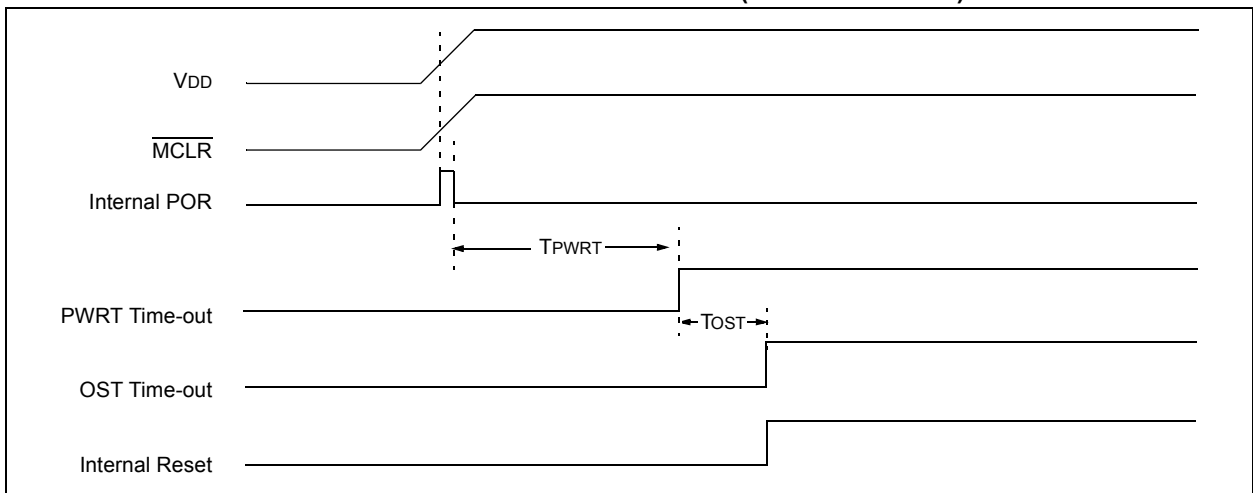 VDD
MCLR
Internal POR
TPWRT
PWRT Time-out
TOST
OST Time-out
Internal Reset